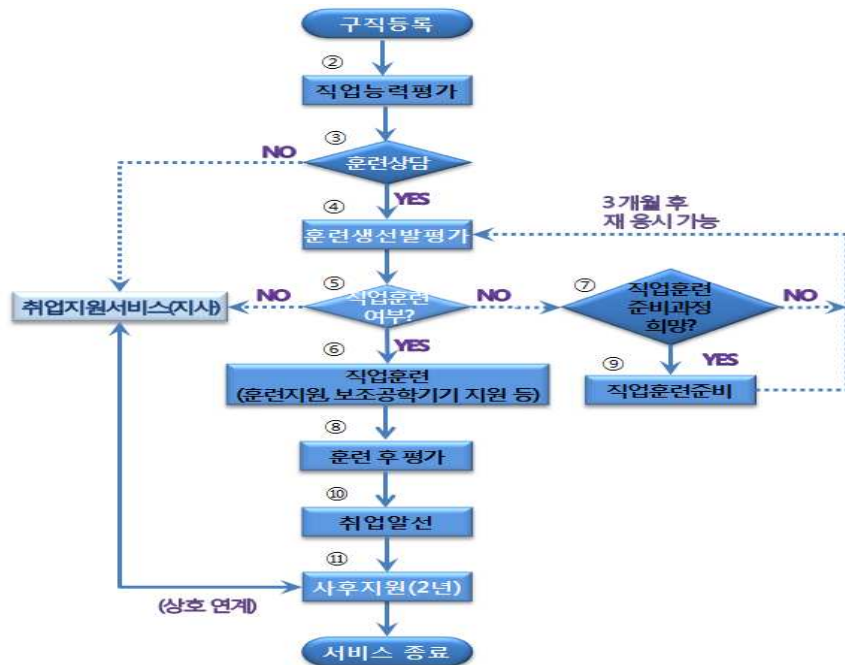 구직등록
②
직업능력평가
③
NO
훈련상담
YES
3개월 후
재 응시 가능
④
훈련생선발평가
⑤
⑦
취업지원서비스(지사)
NO
직업훈련
여부?
NO
직업훈련
준비과정
희망?
NO
⑥
YES
⑨
YES
직업훈련
(훈련지원, 보조공학기기 지원 등)
직업훈련준비
⑧
훈련 후 평가
⑩
취업알선
⑪
사후지원(2년)
(상호 연계)
서비스 종료